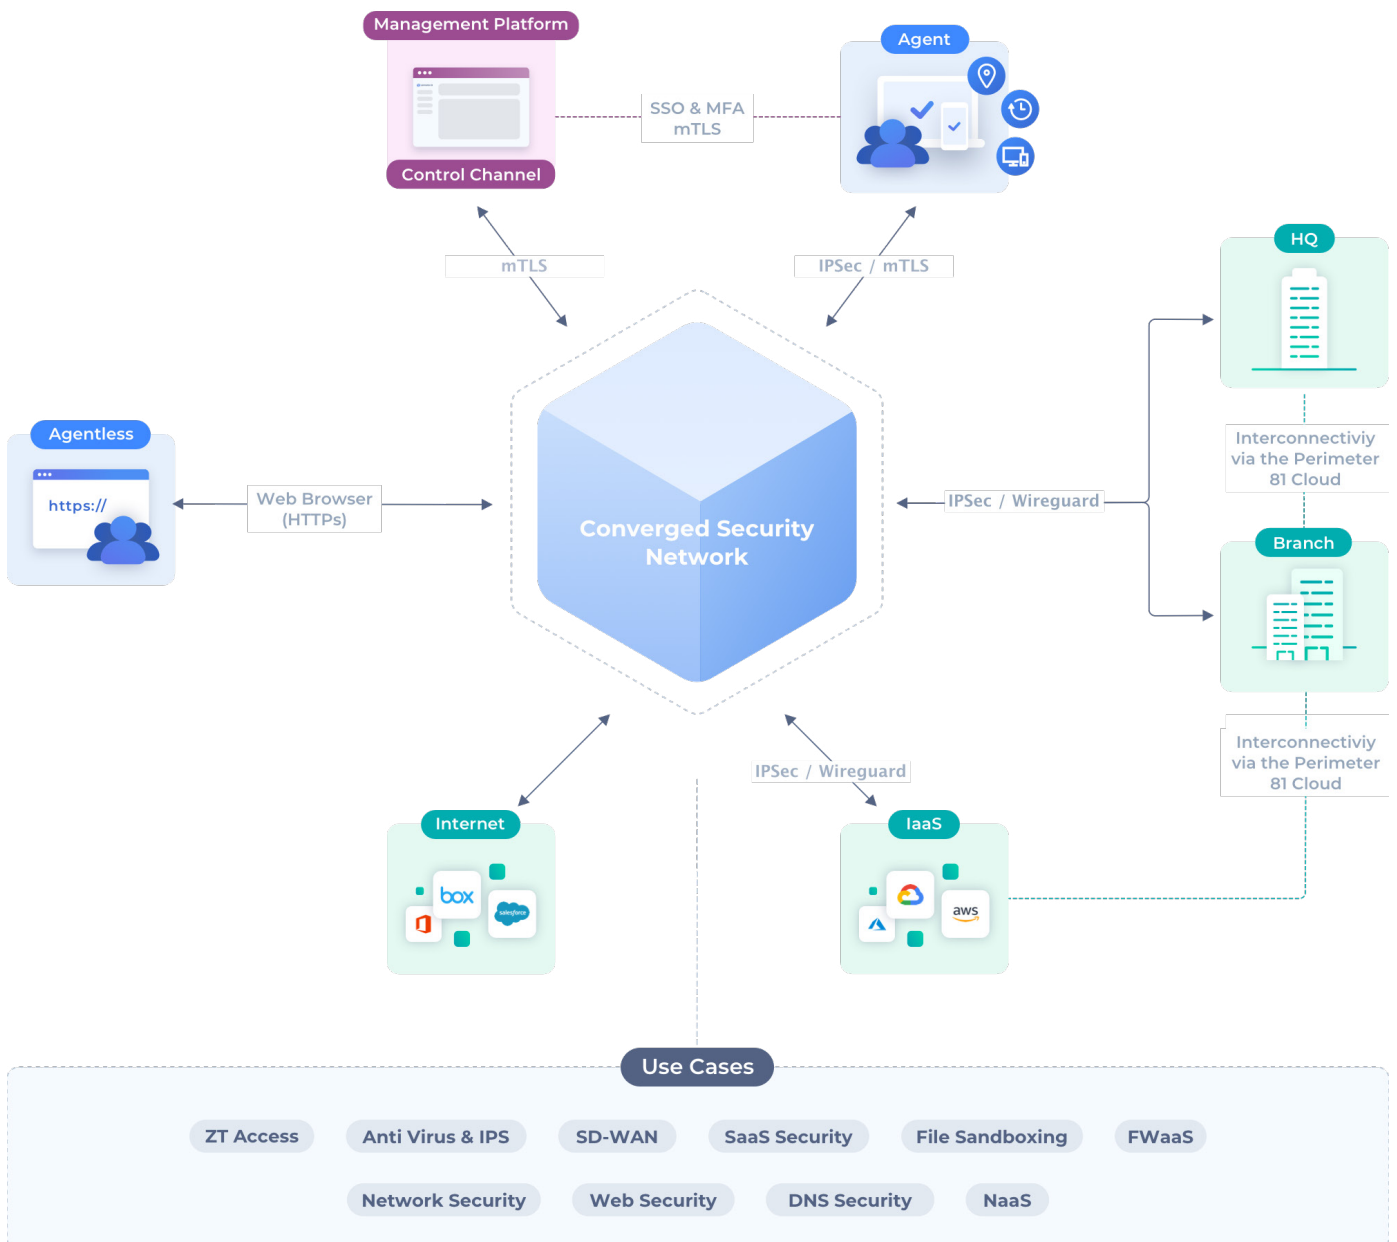 Management Platform
Control Channel
SSO & MFA
mTLS
Agent
mTLS
IPSec / mTLS
HQ
Interconnectiviy
via the Perimeter
81 Cloud
Agentless
https://
Web Browser
(HTTPs)
Converged Security
Network
IPSec / Wireguard
Branch
Interconnectiviy
via the Perimeter
81 Cloud
IPSec / Wireguard
Internet
box
salesforce
IaaS
aws
Use Cases
ZT Access
Anti Virus & IPS
SD-WAN
SaaS Security
File Sandboxing
FWaaS
Network Security
Web Security
DNS Security
NaaS